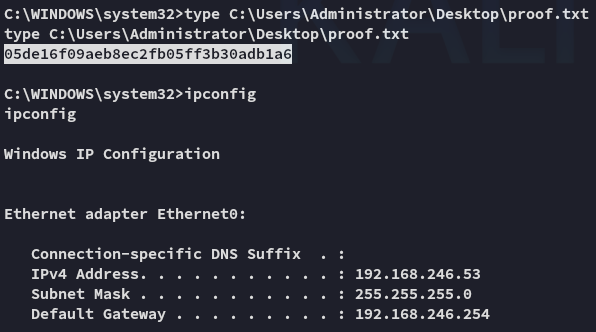 C:\WINDOWS\system32>type C:\Users\Administrator\Desktop\proof.txt
type C:\Users\Administrator\Desktop\proof.txt
05de16f09aeb8ec2fb05ff3b30adb1a6
C:\WINDOWS\system32>ipconfig
ipconfig
Windows IP Configuration
Ethernet adapter Ethernet0:
Connection-specific DNS Suffix  . :
IPv4 Address. . . . . . . . . . . : 192.168.246.53
Subnet Mask . . . . . . . . . . . : 255.255.255.0
Default Gateway . . . . . . . . . : 192.168.246.254